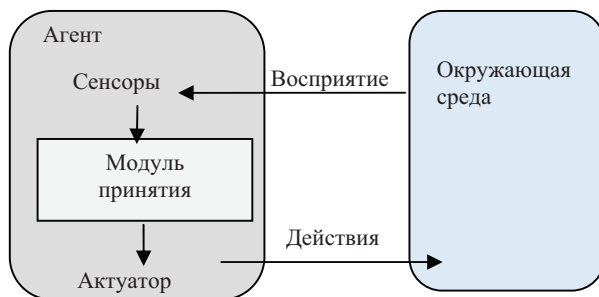 Агент
Сенсоры
Восприятие
Окружающая
среда
Модуль
принятия
Действия
Актуатор